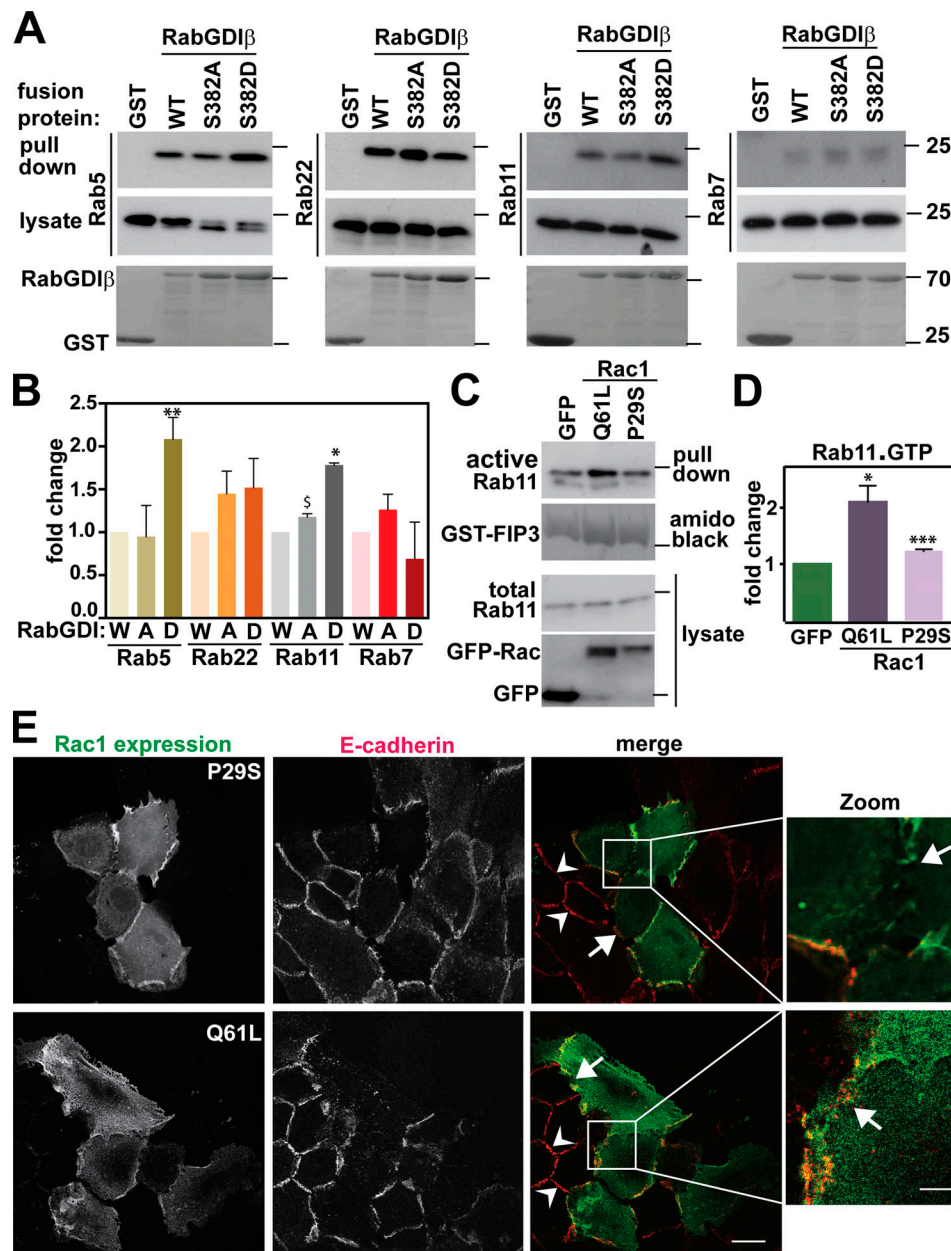 A
RabGDIβ RabGDIβ RabGDIβ RabGDIβ
fusion protein:
GST WT S382A S382D GST WT S382A S382D GST WT S382A S382D GST WT S382A S382D
pull down
Rab5 Rab22 Rab11 Rab7
25
lysate
25
RabGDIβ
70
GST
25
B
fold change
2.5
2.0
1.5
1.0
0.5
0.0
** $ *
RabGDI: W A D W A D W A D W A D
Rab5 Rab22 Rab11 Rab7
C
Rac1
GFP Q61L P29S
active Rab11
pull down
GST-FIP3
amido black
total Rab11
GFP-Rac
GFP
lysate
D
Rab11.GTP
fold change
2
1
* ***
GFP Q61L P29S
Rac1
E
Rac1 expression E-cadherin merge
P29S
Zoom
Q61L